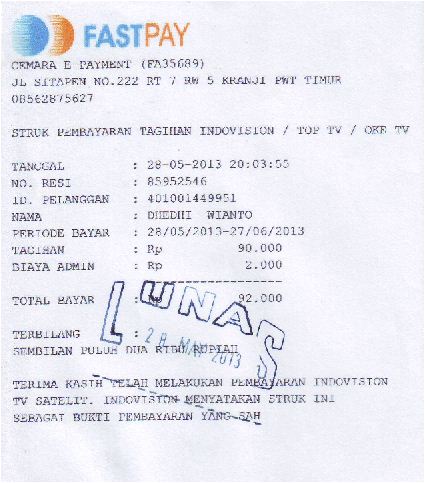 FASTPAY
CEMARA E PAYMENT (FA35689)
JL SITAPEN NO.222 RT 7 RW 5 KRANJI PWT TIMUR
08562875627
STRUK PEMBAYARAN TAGIHAN INDOVISION / TOP TV / OKE TV
TANGGAL : 28-05-2013 20:03:55
NO. RESI : 85952546
ID. PELANGGAN : 401001449951
NAMA : DHEDHI WIANTO
PERIODE BAYAR : 28/05/2013-27/06/2013
TAGIHAN : Rp 90.000
BIAYA ADMIN : Rp 2.000
--------------------
TOTAL BAYAR : Rp 92.000
LUNAS
28 MAY 2013
TERBILANG :
SEMBILAN PULUH DUA RIBU RUPIAH
TERIMA KASIH TELAH MELAKUKAN PEMBAYARAN INDOVISION
TV SATELIT. INDOVISION MENYATAKAN STRUK INI
SEBAGAI BUKTI PEMBAYARAN YANG SAH